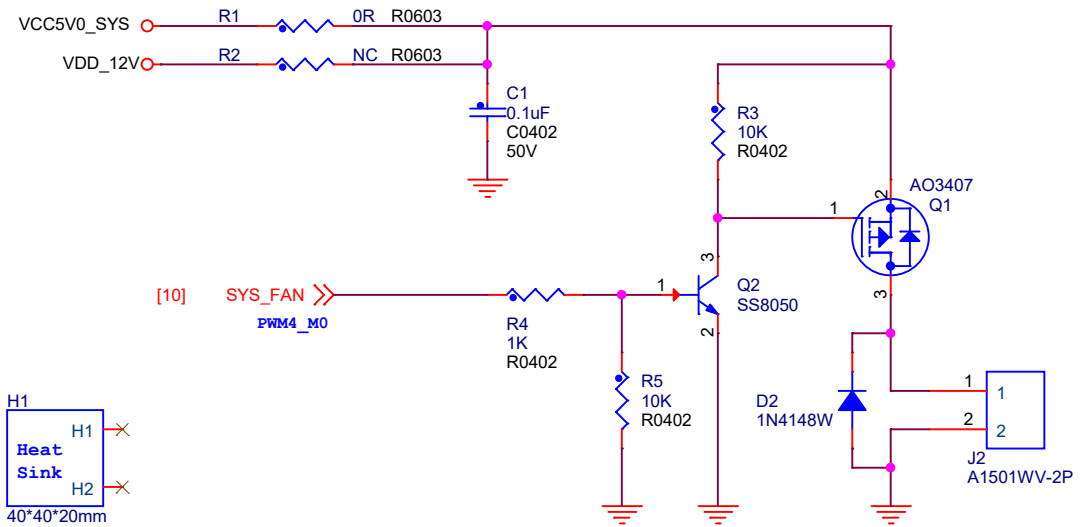 VCC5V0_SYS R1 0R R0603
VDD_12V R2 NC R0603
C1
0.1uF
C0402
50V
R3
10K
R0402
AO3407
Q1
2
1
3
[10] SYS_FAN
PWM4_M0
R4
1K
R0402
1
3
2
Q2
SS8050
R5
10K
R0402
D2
1N4148W
1 1
2 2
J2
A1501WV-2P
H1
H1
Heat
Sink
H2
40*40*20mm